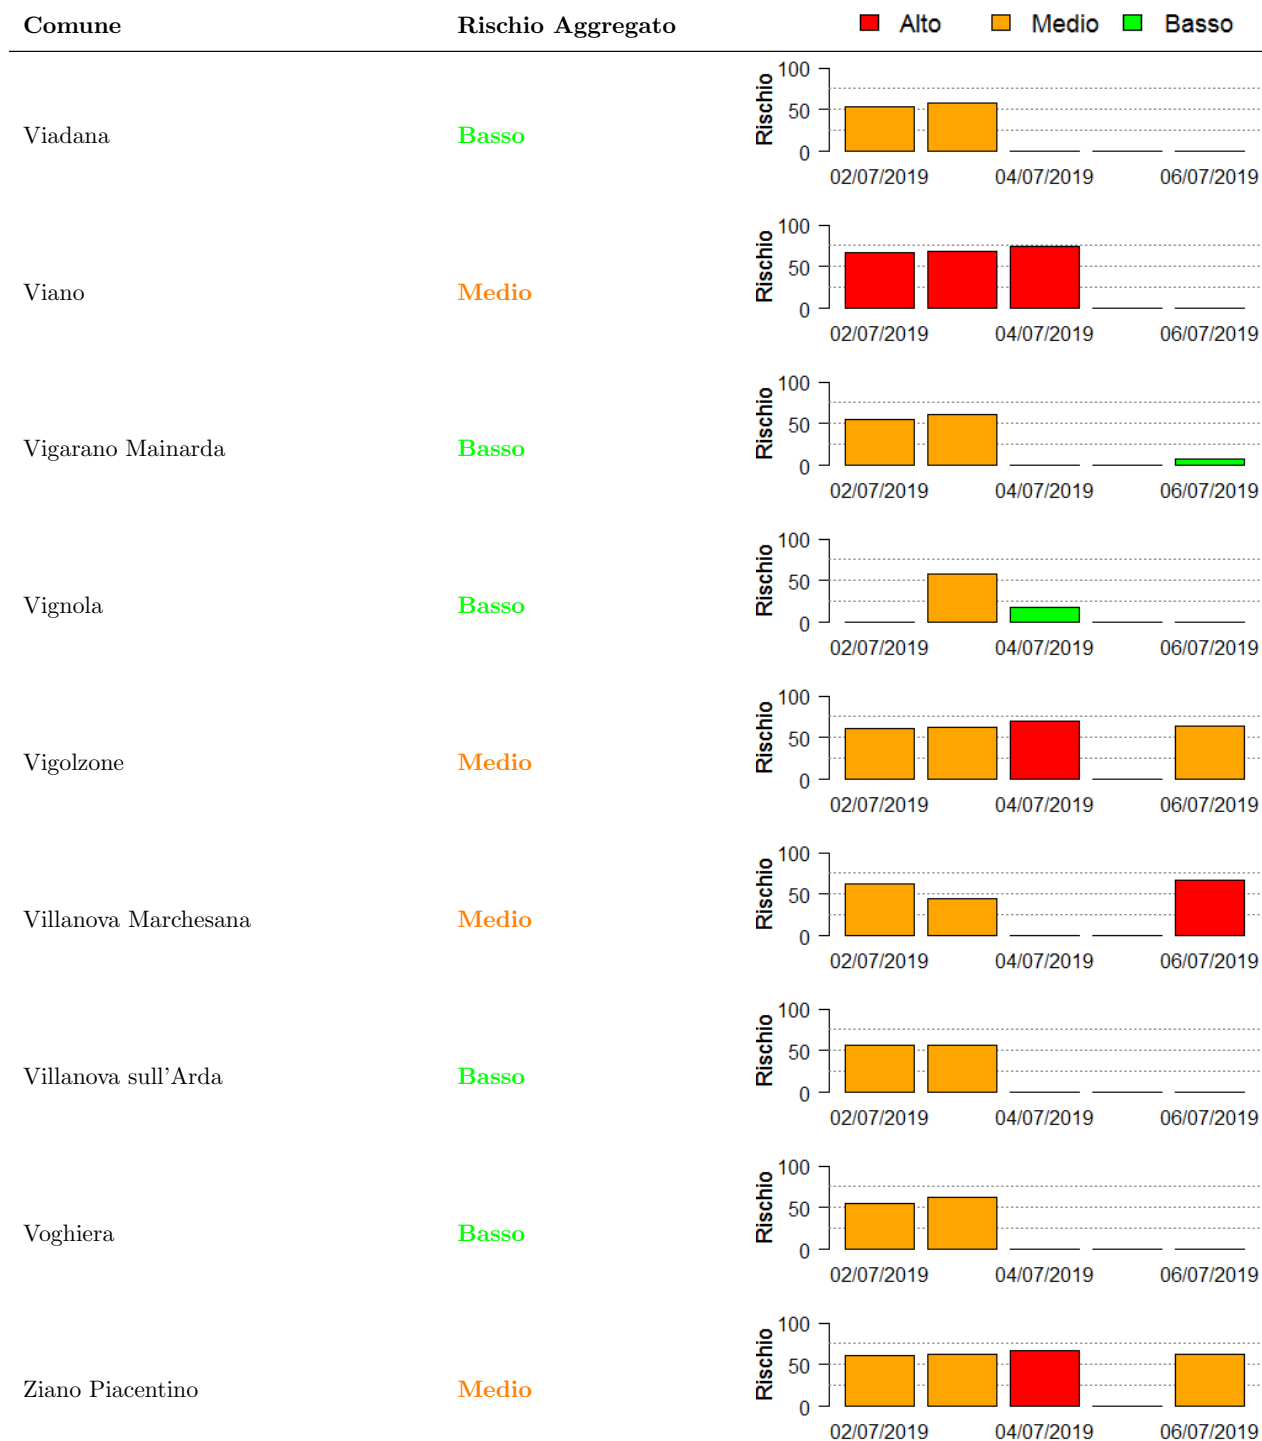 Comune Rischio Aggregato Alto Medio Basso
Viadana Basso
Rischio
100
50
0
02/07/2019 04/07/2019 06/07/2019
Viano Medio
Rischio
100
50
0
02/07/2019 04/07/2019 06/07/2019
Vigarano Mainarda Basso
Rischio
100
50
0
02/07/2019 04/07/2019 06/07/2019
Vignola Basso
Rischio
100
50
0
02/07/2019 04/07/2019 06/07/2019
Vigolzone Medio
Rischio
100
50
0
02/07/2019 04/07/2019 06/07/2019
Villanova Marchesana Medio
Rischio
100
50
0
02/07/2019 04/07/2019 06/07/2019
Villanova sull'Arda Basso
Rischio
100
50
0
02/07/2019 04/07/2019 06/07/2019
Voghiera Basso
Rischio
100
50
0
02/07/2019 04/07/2019 06/07/2019
Ziano Piacentino Medio
Rischio
100
50
0
02/07/2019 04/07/2019 06/07/2019